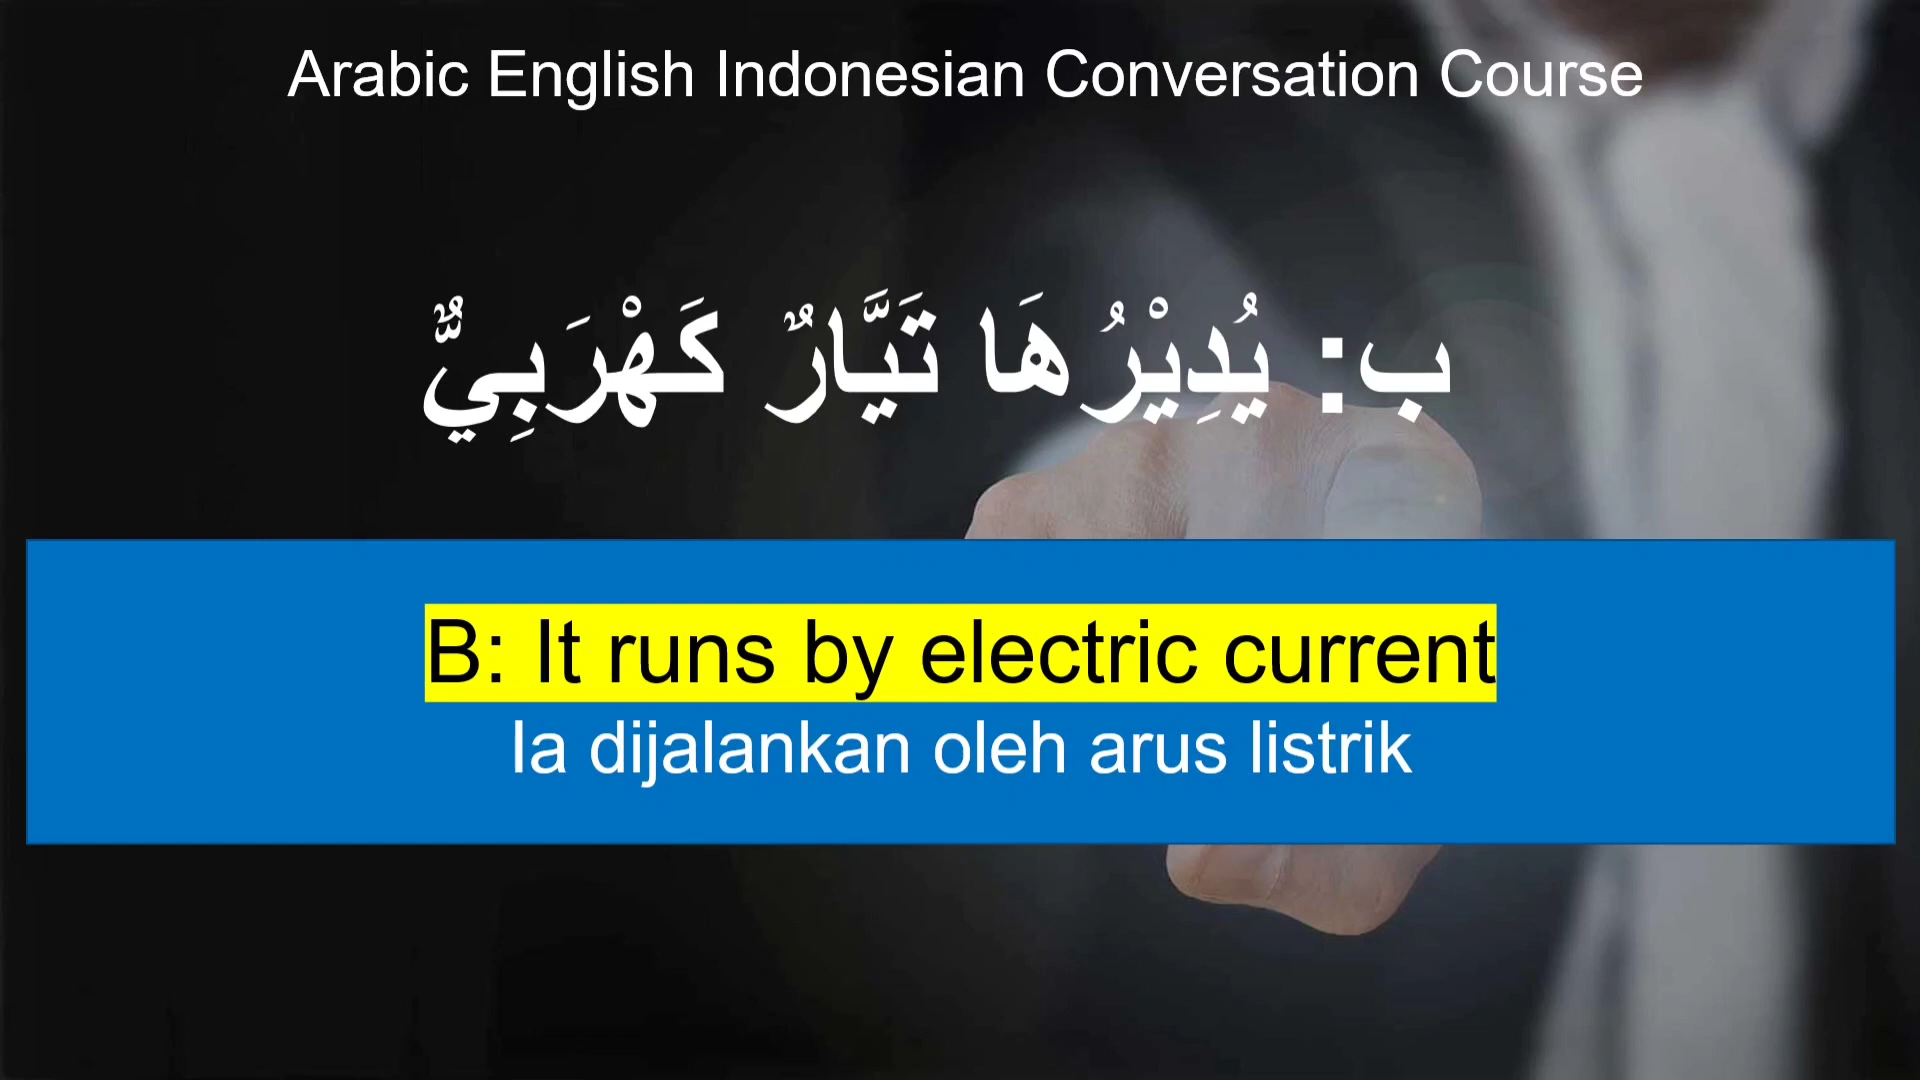 Arabic English Indonesian Conversation Course
ب: يُدِيْرُهَا تَيَّارٌ كَهْرَبِيٌّ
B: It runs by electric current
Ia dijalankan oleh arus listrik